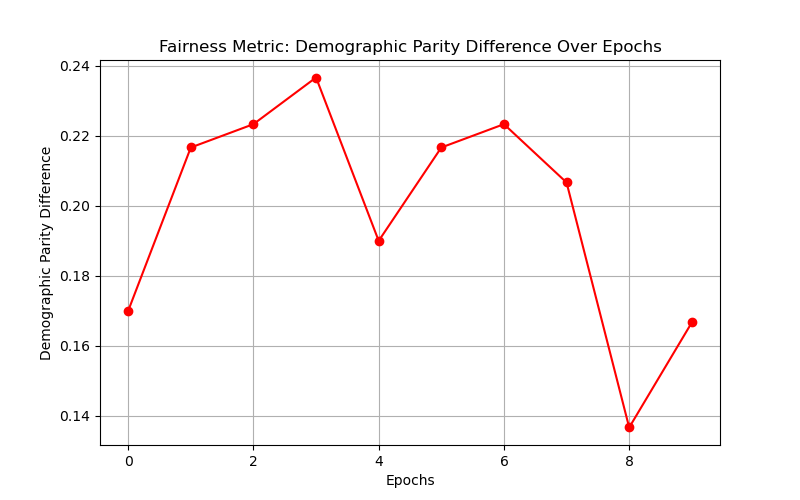 Fairness Metric: Demographic Parity Difference Over Epochs
0.24
0.22
0.20
0.18
0.16
0.14
Demographic Parity Difference
0 2 4 6 8
Epochs